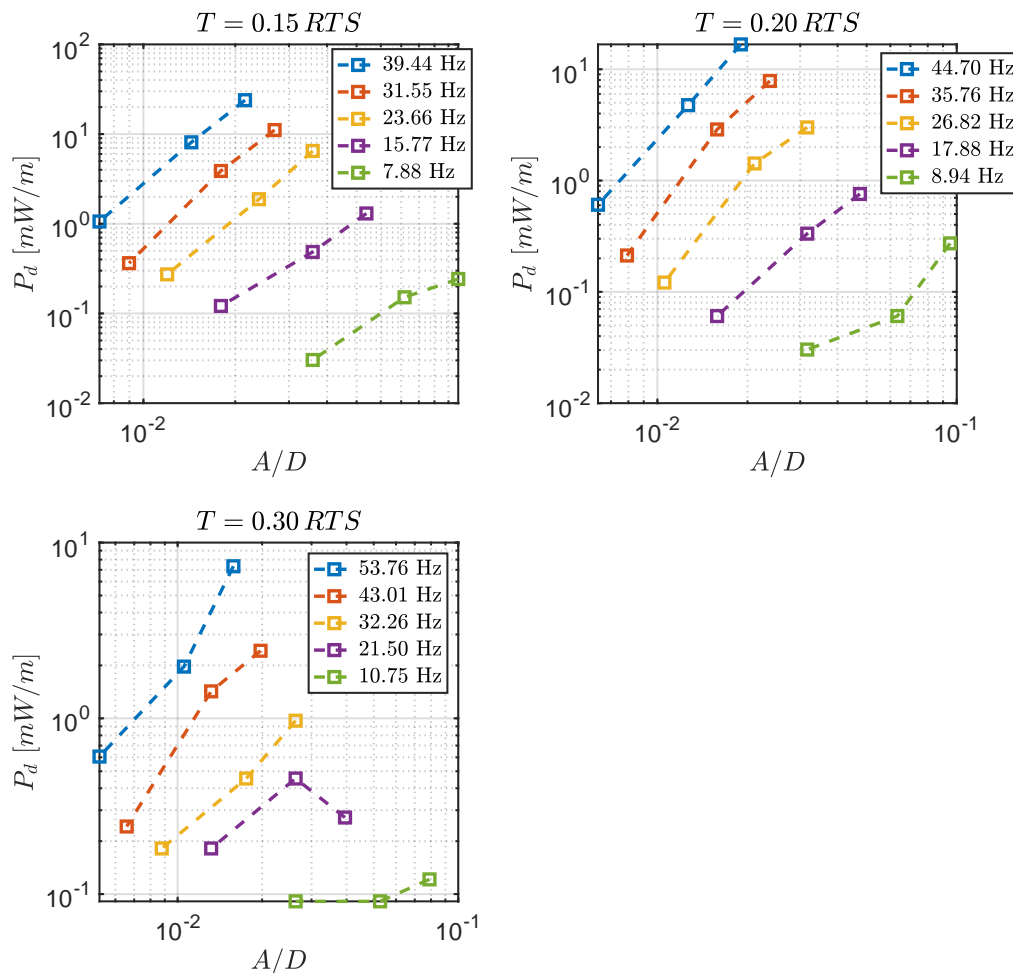 T = 0.15 RTS
10^2
10^1
10^0
10^-1
10^-2
P_d [mW/m]
39.44 Hz
31.55 Hz
23.66 Hz
15.77 Hz
7.88 Hz
10^-2
A/D
T = 0.20 RTS
10^1
10^0
10^-1
10^-2
P_d [mW/m]
44.70 Hz
35.76 Hz
26.82 Hz
17.88 Hz
8.94 Hz
10^-2
10^-1
A/D
T = 0.30 RTS
10^1
10^0
10^-1
P_d [mW/m]
53.76 Hz
43.01 Hz
32.26 Hz
21.50 Hz
10.75 Hz
10^-2
10^-1
A/D